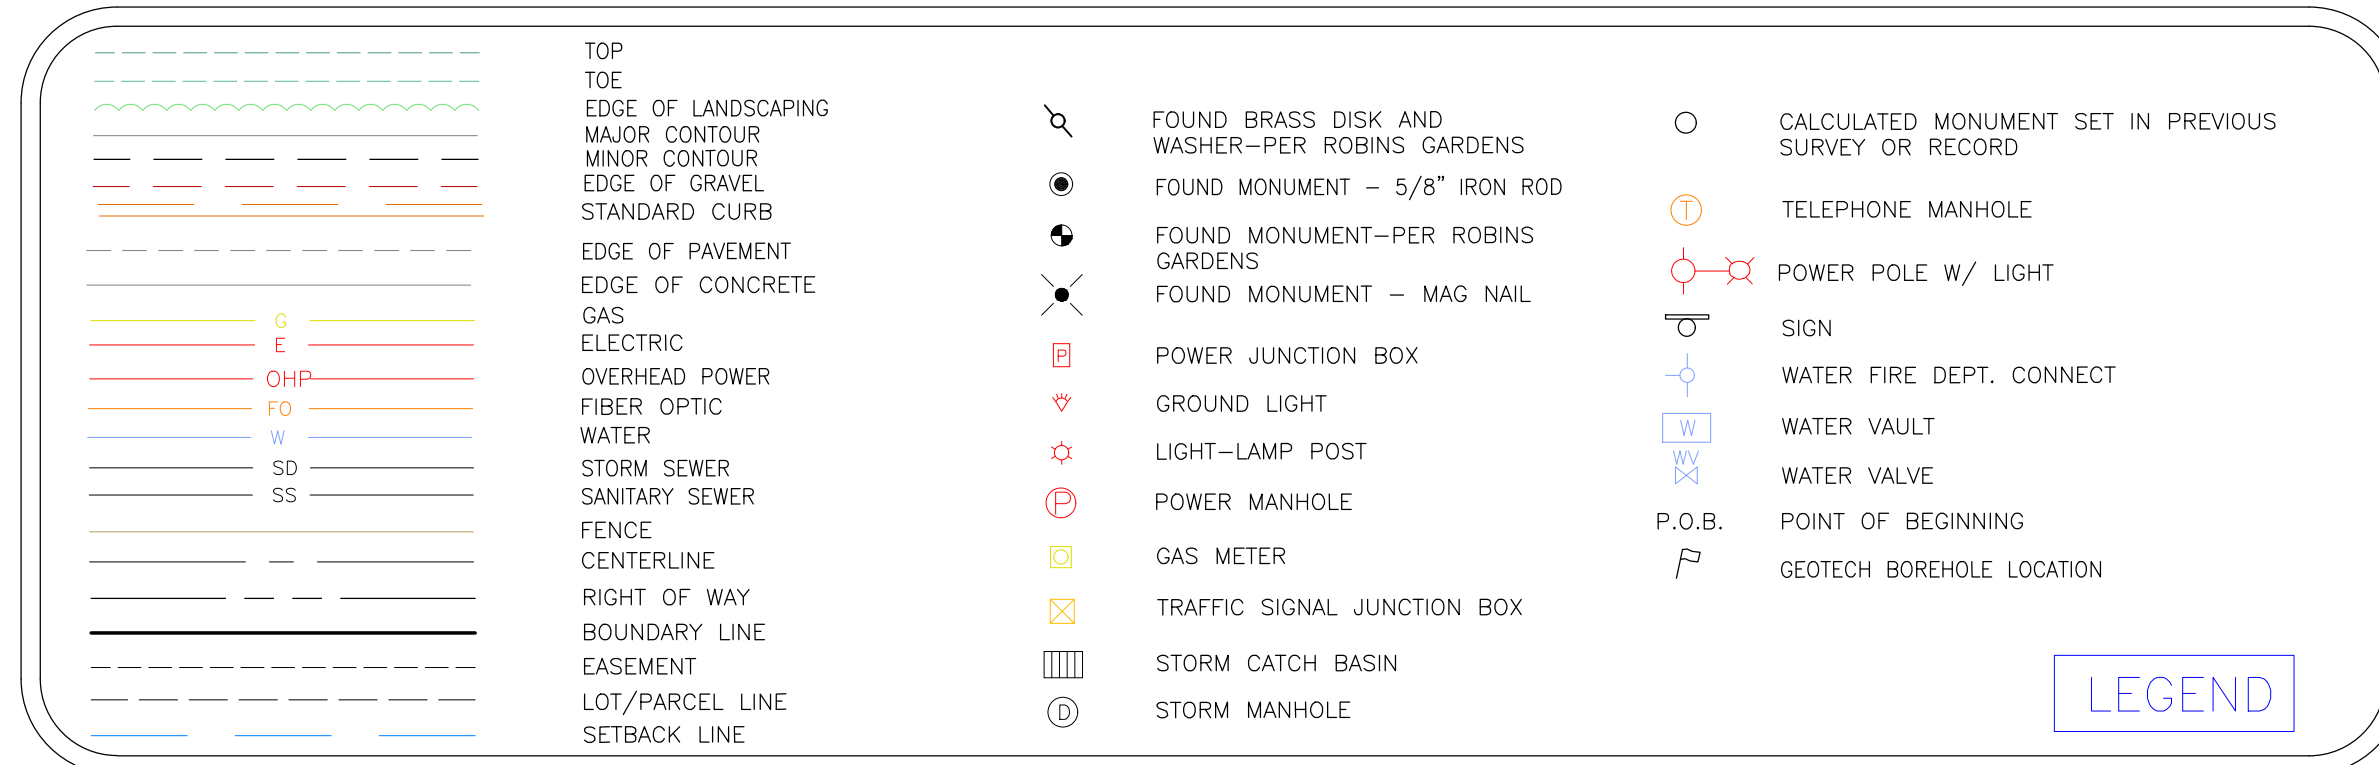 TOP
TOE
EDGE OF LANDSCAPING
MAJOR CONTOUR
MINOR CONTOUR
EDGE OF GRAVEL
STANDARD CURB
EDGE OF PAVEMENT
EDGE OF CONCRETE
G GAS
E ELECTRIC
OHP OVERHEAD POWER
FO FIBER OPTIC
W WATER
SD STORM SEWER
SS SANITARY SEWER
FENCE
CENTERLINE
RIGHT OF WAY
BOUNDARY LINE
EASEMENT
LOT/PARCEL LINE
SETBACK LINE
FOUND BRASS DISK AND
WASHER-PER ROBINS GARDENS
FOUND MONUMENT - 5/8" IRON ROD
FOUND MONUMENT-PER ROBINS
GARDENS
FOUND MONUMENT - MAG NAIL
P POWER JUNCTION BOX
GROUND LIGHT
LIGHT-LAMP POST
P POWER MANHOLE
GAS METER
TRAFFIC SIGNAL JUNCTION BOX
STORM CATCH BASIN
D STORM MANHOLE
CALCULATED MONUMENT SET IN PREVIOUS
SURVEY OR RECORD
T TELEPHONE MANHOLE
POWER POLE W/ LIGHT
SIGN
WATER FIRE DEPT. CONNECT
W WATER VAULT
WV WATER VALVE
P.O.B. POINT OF BEGINNING
GEOTECH BOREHOLE LOCATION
LEGEND